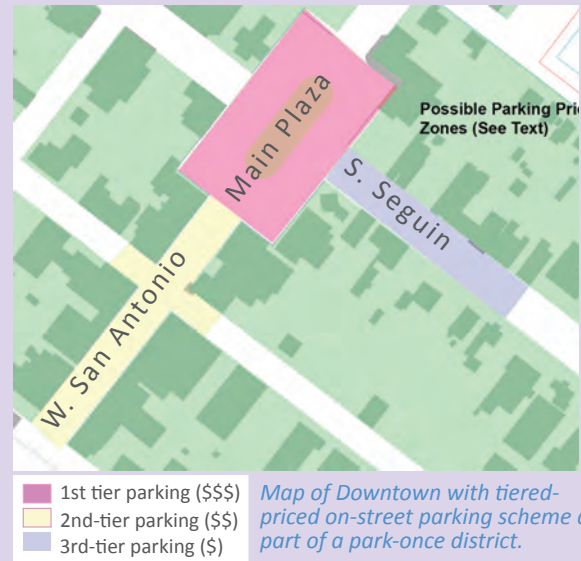 Possible Parking
Zones (See Text)
Main Plaza
S. Seguin
W. San Antonio
1st tier parking ($$$)
2nd-tier parking ($$)
3rd-tier parking ($)
Map of Downtown with tiered-
priced on-street parking scheme
part of a park-once district.